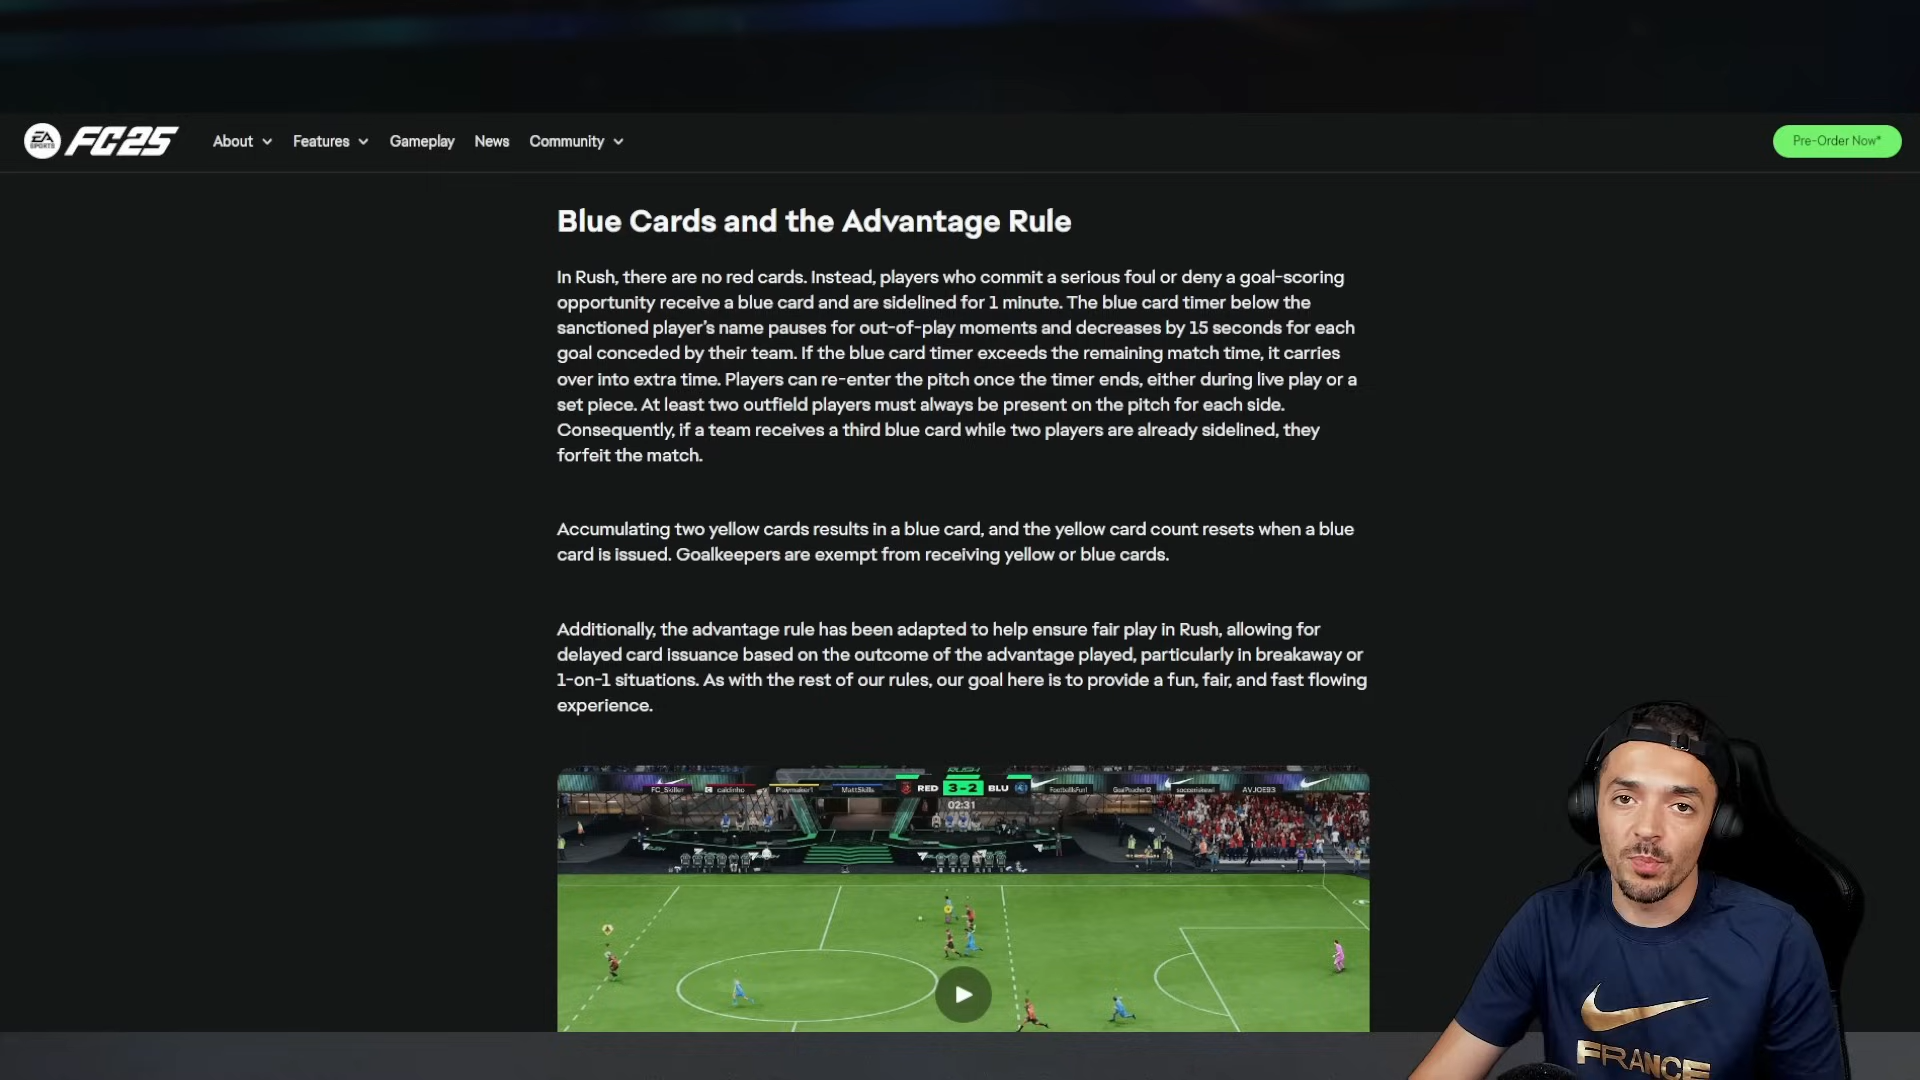 EA SPORTS FC25 About Features Gameplay News Community Pre-Order Now*
Blue Cards and the Advantage Rule
In Rush, there are no red cards. Instead, players who commit a serious foul or deny a goal-scoring
opportunity receive a blue card and are sidelined for 1 minute. The blue card timer below the
sanctioned player's name pauses for out-of-play moments and decreases by 15 seconds for each
goal conceded by their team. If the blue card timer exceeds the remaining match time, it carries
over into extra time. Players can re-enter the pitch once the timer ends, either during live play or a
set piece. At least two outfield players must always be present on the pitch for each side.
Consequently, if a team receives a third blue card while two players are already sidelined, they
forfeit the match.
Accumulating two yellow cards results in a blue card, and the yellow card count resets when a blue
card is issued. Goalkeepers are exempt from receiving yellow or blue cards.
Additionally, the advantage rule has been adapted to help ensure fair play in Rush, allowing for
delayed card issuance based on the outcome of the advantage played, particularly in breakaway or
1-on-1 situations. As with the rest of our rules, our goal here is to provide a fun, fair, and fast flowing
experience.
RUSH
FC_Skiller caldinho Playmaker1 MattSkills RED 3-2 BLU AVJOE93
02:31
FRANCE